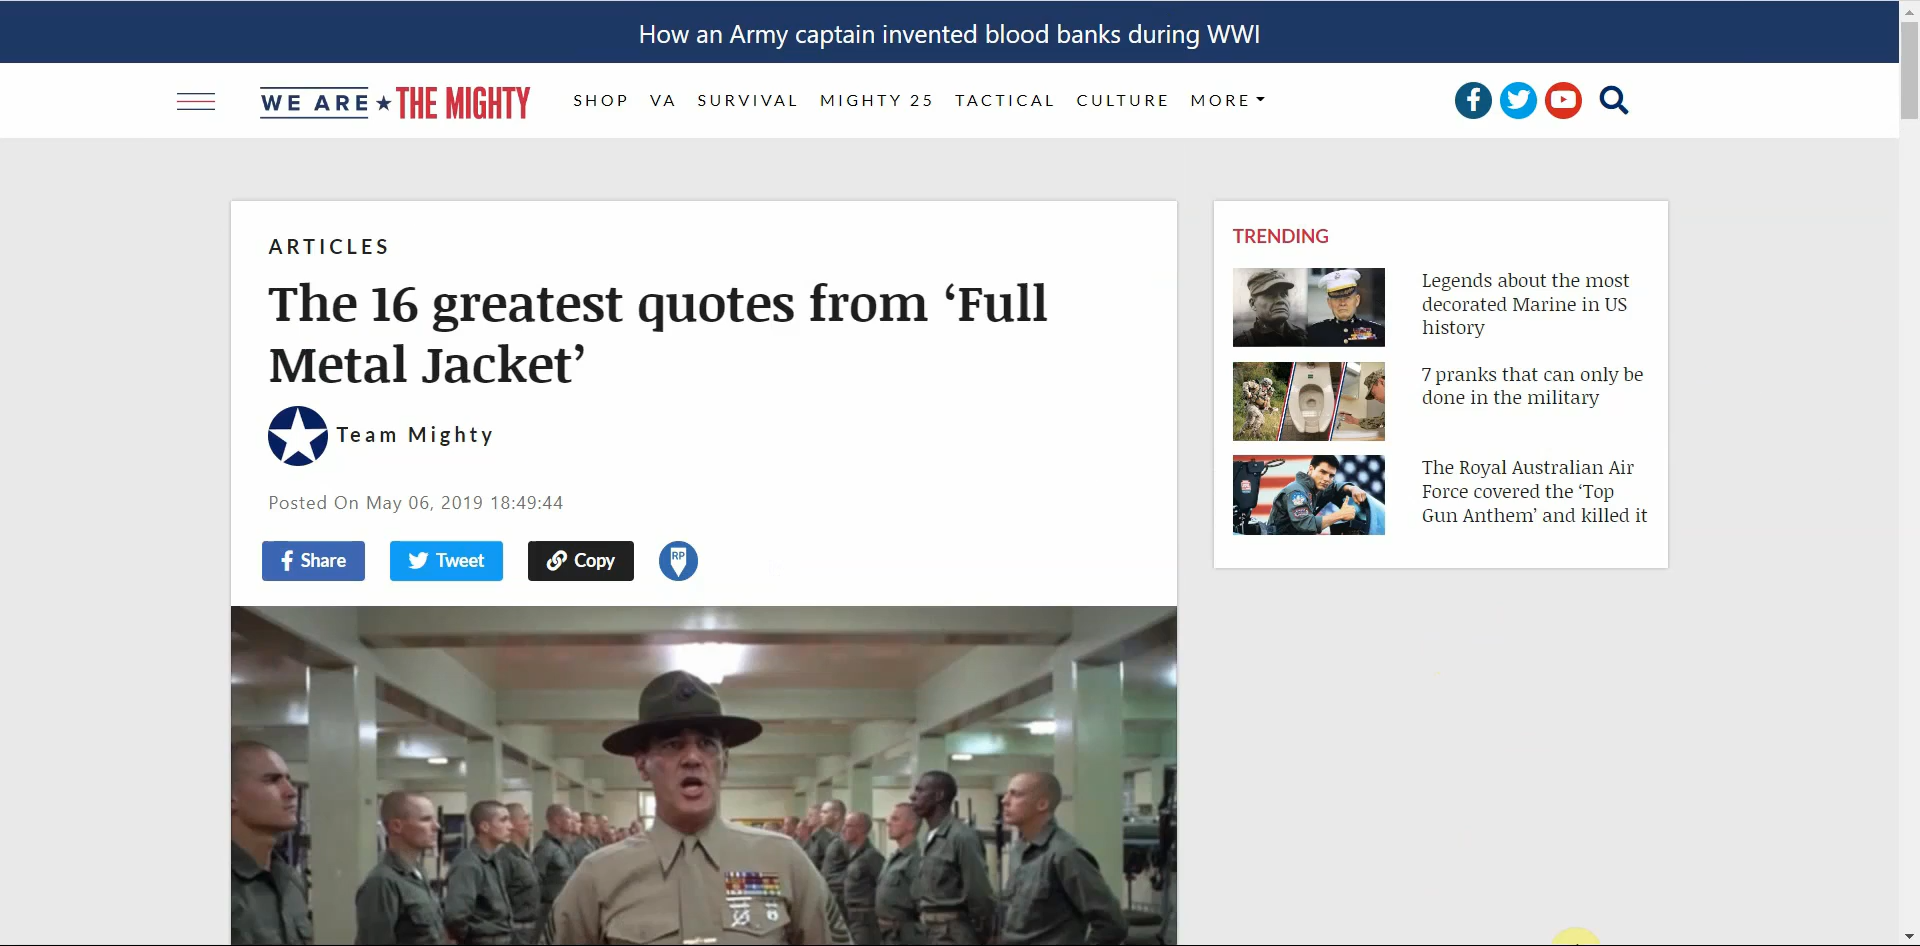 How an Army captain invented blood banks during WWI
WE ARE THE MIGHTY
SHOP VA SURVIVAL MIGHTY 25 TACTICAL CULTURE MORE
ARTICLES
The 16 greatest quotes from ‘Full
Metal Jacket’
Team Mighty
Posted On May 06, 2019 18:49:44
Share Tweet Copy RP
TRENDING
Legends about the most
decorated Marine in US
history
7 pranks that can only be
done in the military
The Royal Australian Air
Force covered the ‘Top
Gun Anthem’ and killed it